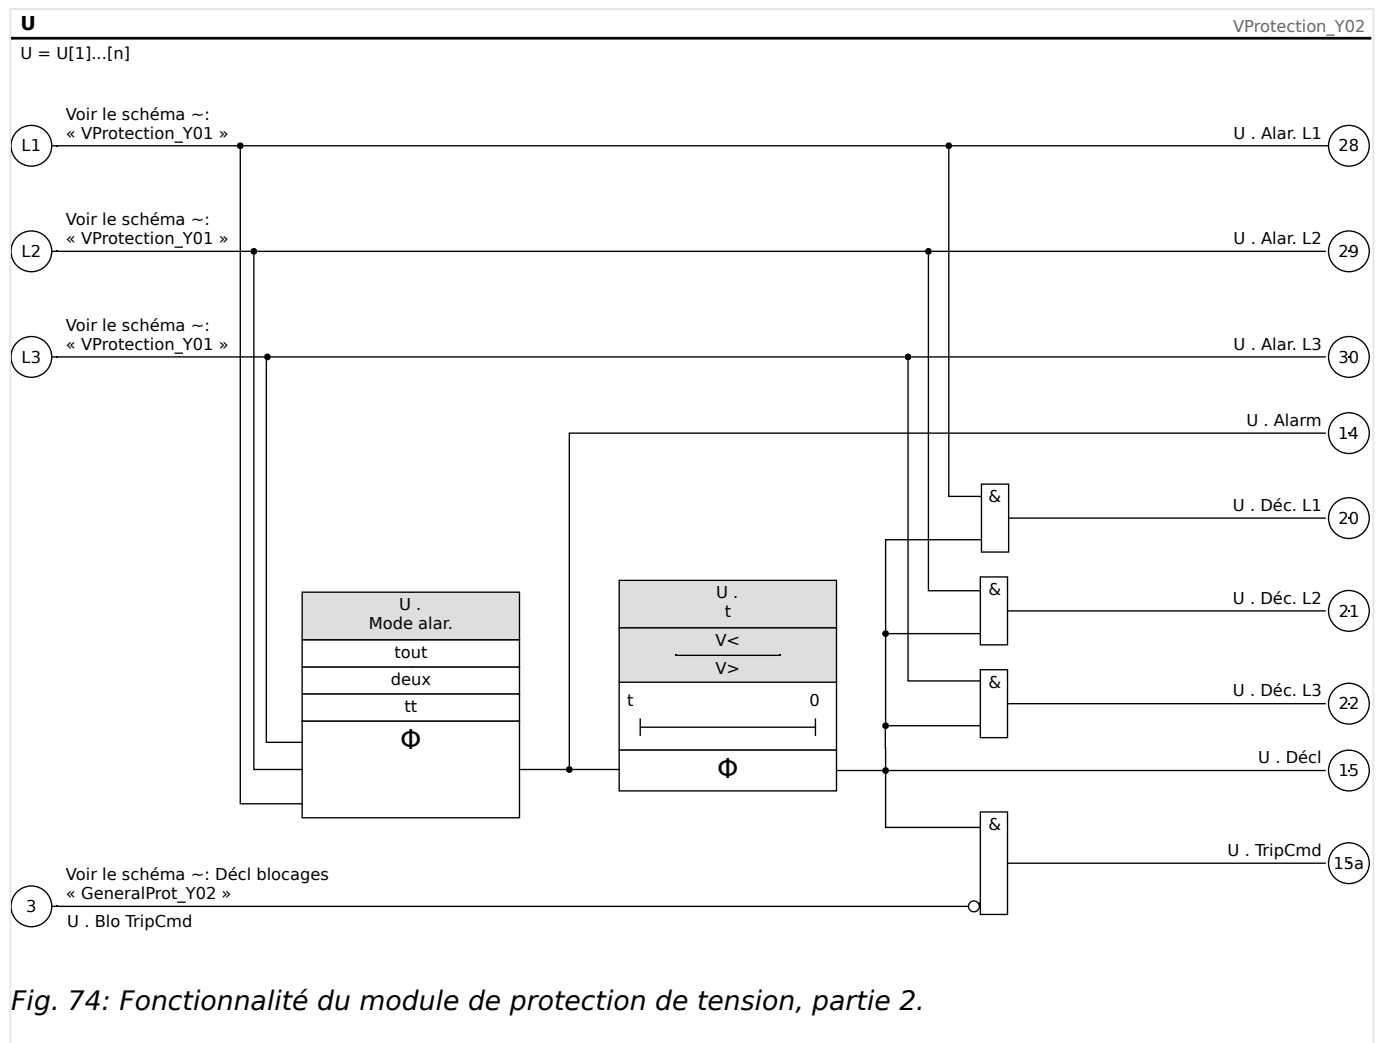 U
VProtection_Y02
U = U[1]...[n]
Voir le schéma ~:
« VProtection_Y01 »
L1
U . Alar. L1
28
Voir le schéma ~:
« VProtection_Y01 »
L2
U . Alar. L2
29
Voir le schéma ~:
« VProtection_Y01 »
L3
U . Alar. L3
30
U . Alarm
14
&
U . Déc. L1
20
&
U . Déc. L2
21
&
U . Déc. L3
22
U .
Mode alar.
tout
deux
tt
Φ
U .
t
V<
V>
t 0
Φ
U . Décl
15
&
U . TripCmd
15a
Voir le schéma ~: Décl blocages
« GeneralProt_Y02 »
3
U . Blo TripCmd
Fig. 74: Fonctionnalité du module de protection de tension, partie 2.